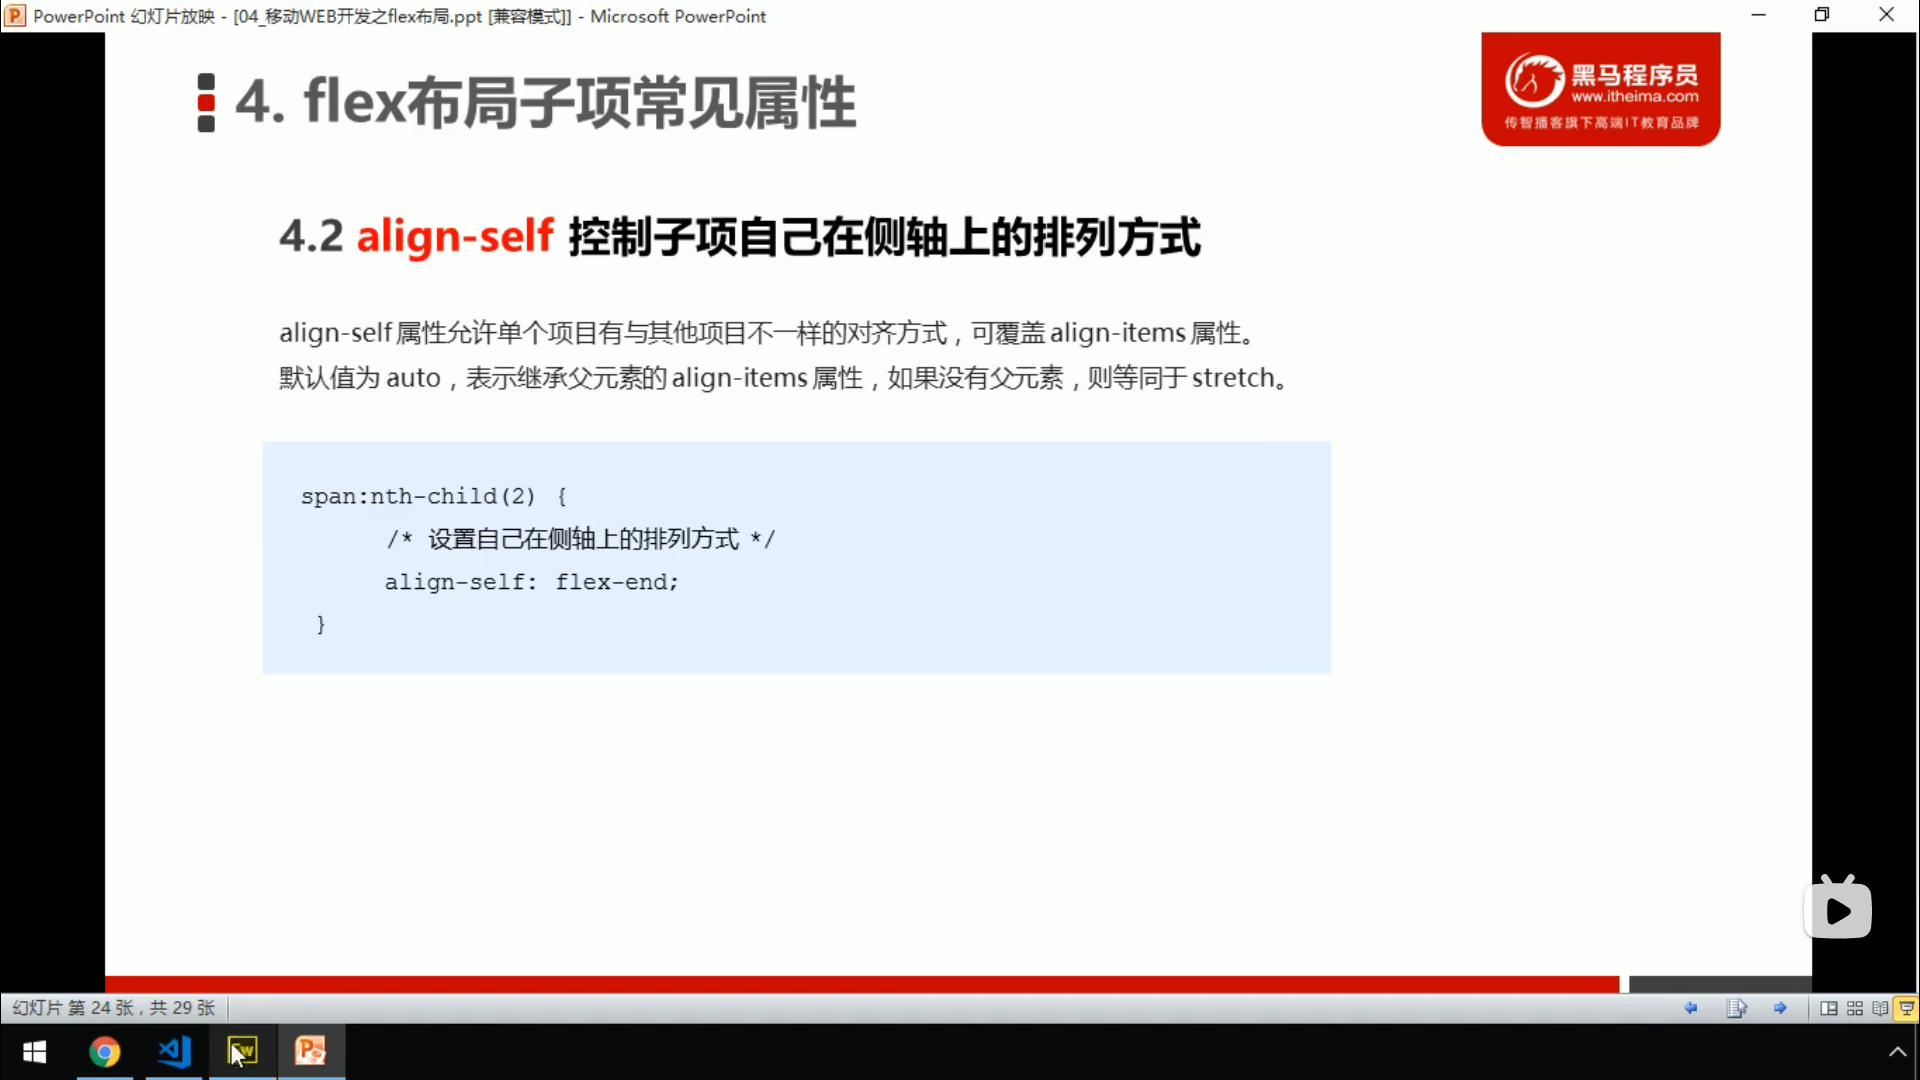 PowerPoint 幻灯片放映 - [04_移动WEB开发之flex布局.ppt [兼容模式]] - Microsoft PowerPoint
4. flex布局子项常见属性
黑马程序员
www.itheima.com
传智播客旗下高端IT教育品牌
4.2 align-self 控制子项自己在侧轴上的排列方式
align-self 属性允许单个项目有与其他项目不一样的对齐方式，可覆盖 align-items 属性。
默认值为 auto，表示继承父元素的 align-items 属性，如果没有父元素，则等同于 stretch。
span:nth-child(2) {
/* 设置自己在侧轴上的排列方式 */
align-self: flex-end;
}
幻灯片 第 24 张，共 29 张